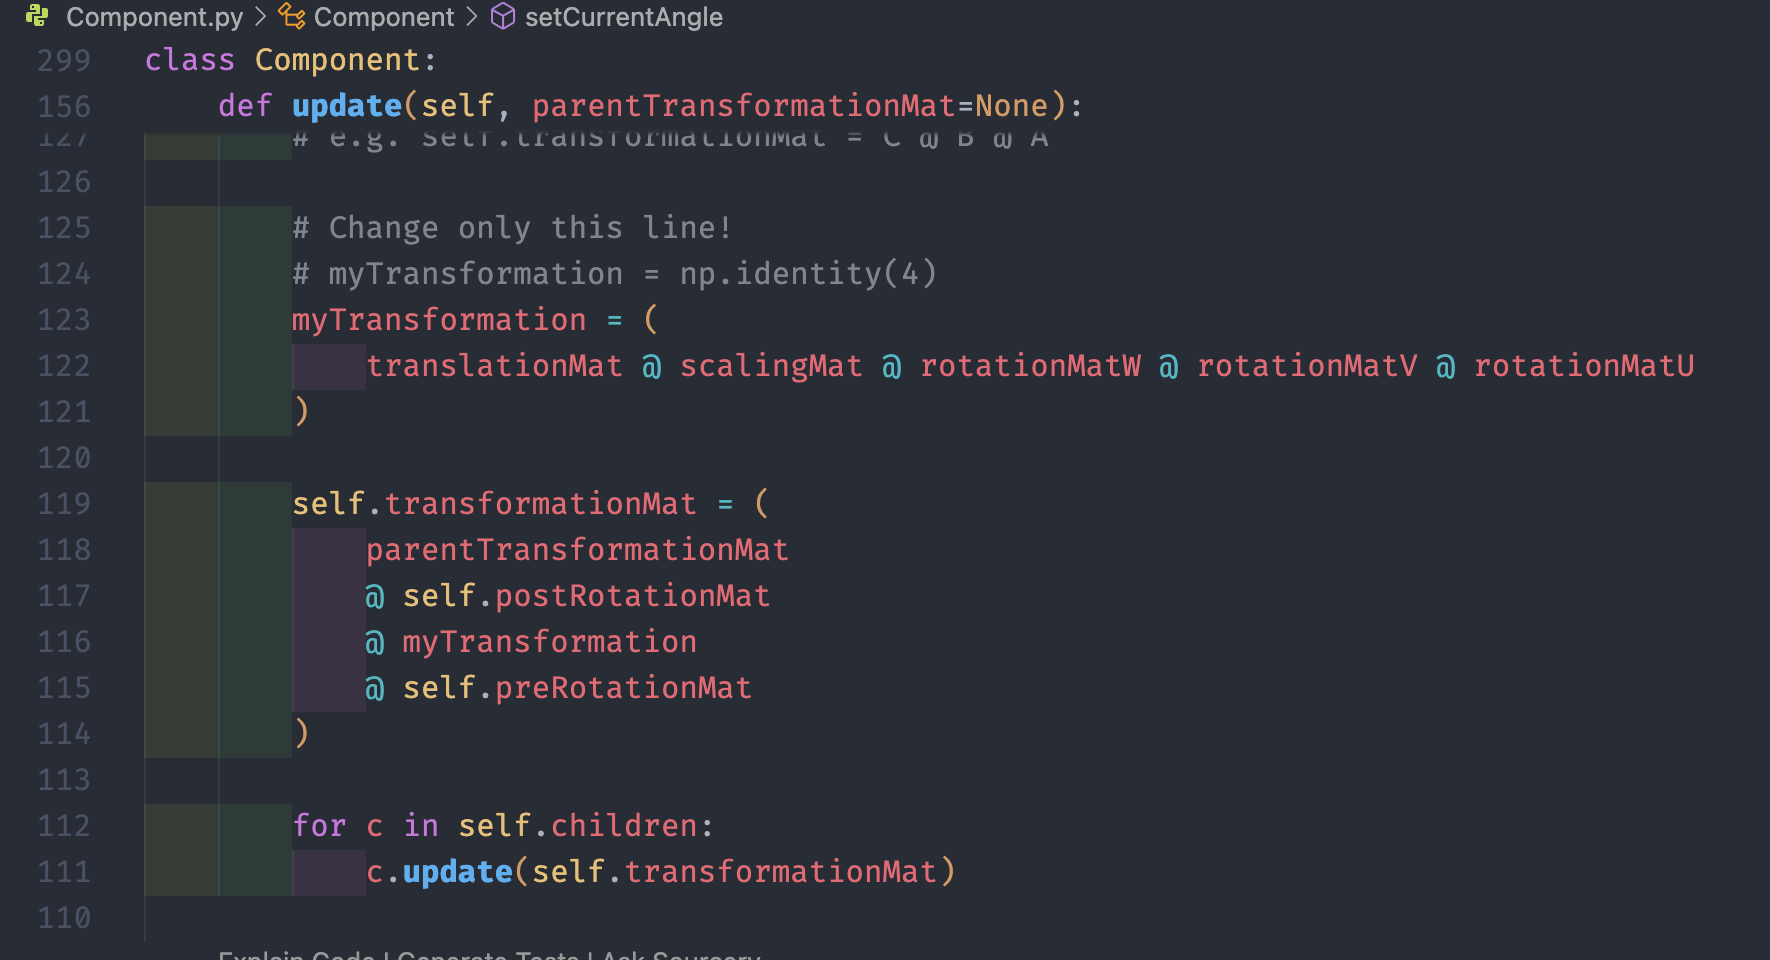 Component.py > Component > setCurrentAngle
299 class Component:
156 def update(self, parentTransformationMat=None):
127 # e.g. self.transformationMat = C @ B @ A
126
125 # Change only this line!
124 # myTransformation = np.identity(4)
123 myTransformation = (
122 translationMat @ scalingMat @ rotationMatW @ rotationMatV @ rotationMatU
121 )
120
119 self.transformationMat = (
118 parentTransformationMat
117 @ self.postRotationMat
116 @ myTransformation
115 @ self.preRotationMat
114 )
113
112 for c in self.children:
111 c.update(self.transformationMat)
110
Explain Code | Generate Tests | Ask Sourcery